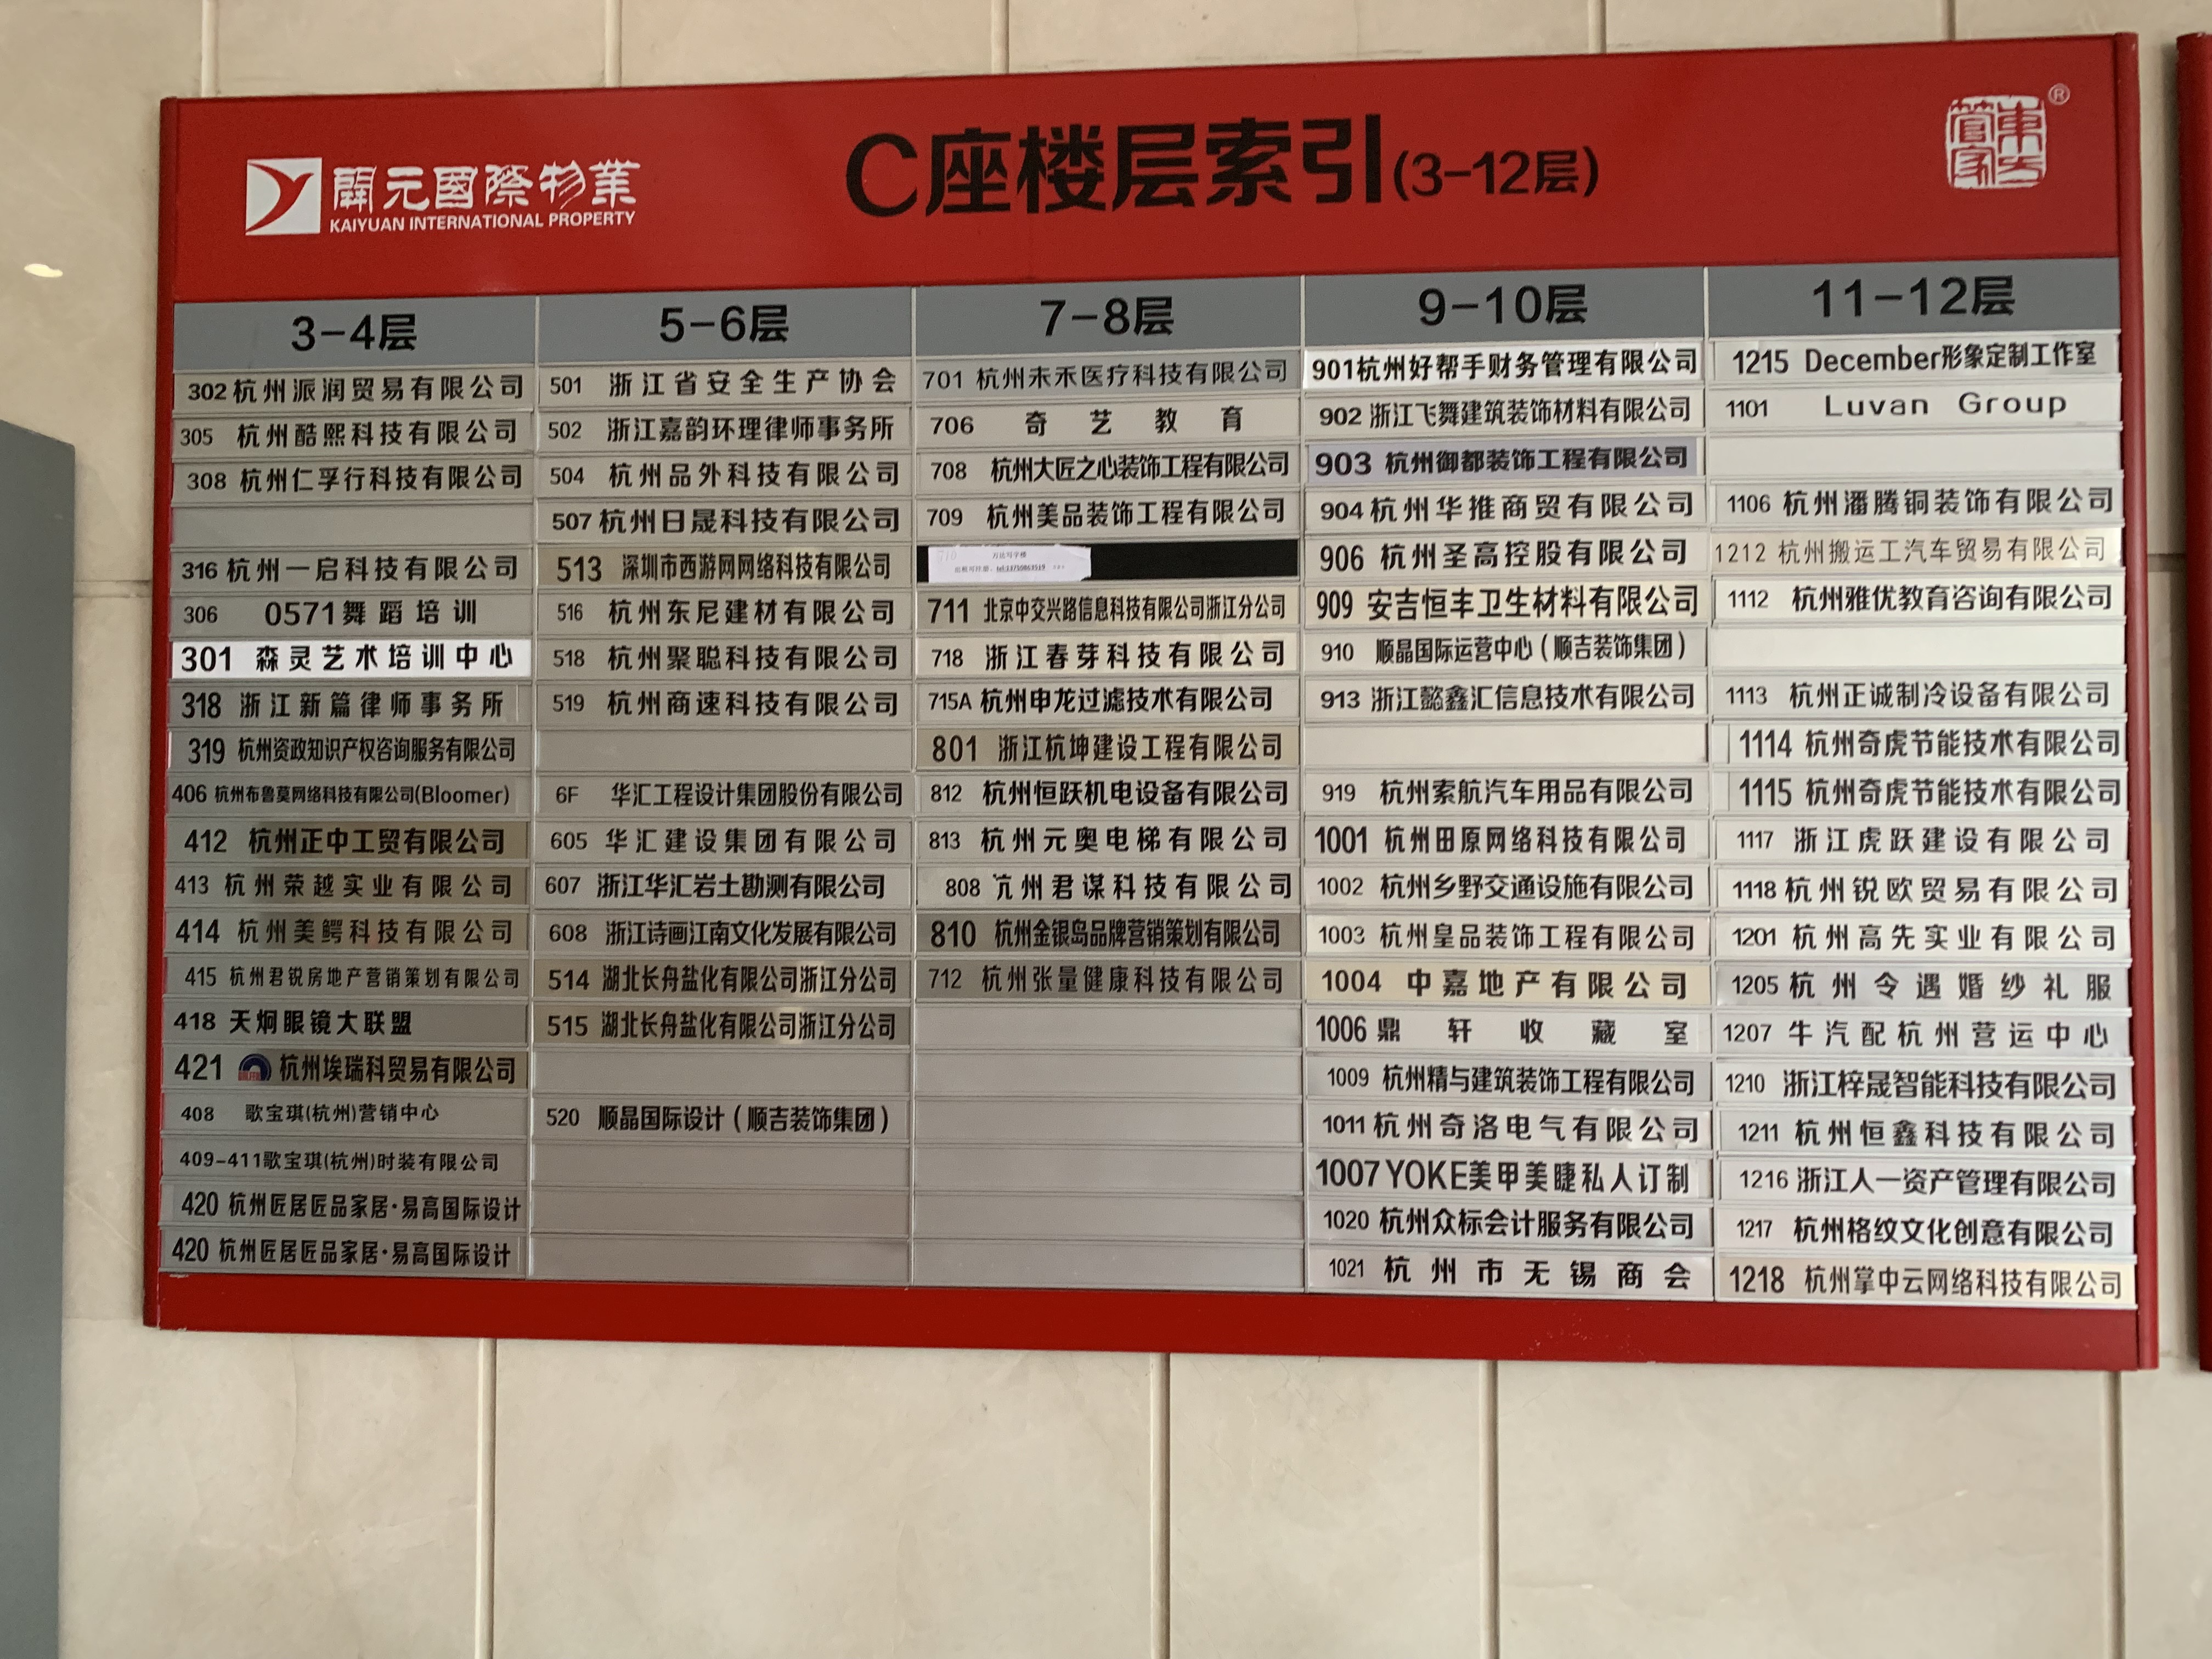 開元國際物業
KAIYUAN INTERNATIONAL PROPERTY
C座楼层索引(3-12层)
東方管家
®
3-4层
302 杭州派润贸易有限公司
305 杭州酷熙科技有限公司
308 杭州仁孚行科技有限公司
316 杭州一启科技有限公司
306 0571舞蹈培训
301 森灵艺术培训中心
318 浙江新篇律师事务所
319 杭州资政知识产权咨询服务有限公司
406 杭州布鲁莫网络科技有限公司(Bloomer)
412 杭州正中工贸有限公司
413 杭州荣越实业有限公司
414 杭州美鳄科技有限公司
415 杭州君锐房地产营销策划有限公司
418 天炯眼镜大联盟
421 杭州埃瑞科贸易有限公司
408 歌宝琪(杭州)营销中心
409-411歌宝琪(杭州)时装有限公司
420 杭州匠居匠品家居·易高国际设计
420 杭州匠居匠品家居·易高国际设计
5-6层
501 浙江省安全生产协会
502 浙江嘉韵环理律师事务所
504 杭州品外科技有限公司
507 杭州日晟科技有限公司
513 深圳市西游网网络科技有限公司
516 杭州东尼建材有限公司
518 杭州聚聪科技有限公司
519 杭州商速科技有限公司
6F 华汇工程设计集团股份有限公司
605 华汇建设集团有限公司
607 浙江华汇岩土勘测有限公司
608 浙江诗画江南文化发展有限公司
514 湖北长舟盐化有限公司浙江分公司
515 湖北长舟盐化有限公司浙江分公司
520 顺晶国际设计(顺吉装饰集团)
7-8层
701 杭州未禾医疗科技有限公司
706 奇艺教育
708 杭州大匠之心装饰工程有限公司
709 杭州美品装饰工程有限公司
710 万达写字楼
711 北京中交兴路信息科技有限公司浙江分公司
718 浙江春芽科技有限公司
715A 杭州申龙过滤技术有限公司
801 浙江杭坤建设工程有限公司
812 杭州恒跃机电设备有限公司
813 杭州元奥电梯有限公司
808 杭州君谋科技有限公司
810 杭州金银岛品牌营销策划有限公司
712 杭州张量健康科技有限公司
9-10层
901杭州好帮手财务管理有限公司
902 浙江飞舞建筑装饰材料有限公司
903 杭州御都装饰工程有限公司
904 杭州华推商贸有限公司
906 杭州圣高控股有限公司
909 安吉恒丰卫生材料有限公司
910 顺晶国际运营中心(顺吉装饰集团)
913 浙江懿鑫汇信息技术有限公司
919 杭州索航汽车用品有限公司
1001 杭州田原网络科技有限公司
1002 杭州乡野交通设施有限公司
1003 杭州皇品装饰工程有限公司
1004 中嘉地产有限公司
1006 鼎轩收藏室
1009 杭州精与建筑装饰工程有限公司
1011 杭州奇洛电气有限公司
1007 YOKE美甲美睫私人订制
1020 杭州众标会计服务有限公司
1021 杭州市无锡商会
11-12层
1215 December形象定制工作室
1101 Luvan Group
1106 杭州潘腾铜装饰有限公司
1212 杭州搬运工汽车贸易有限公司
1112 杭州雅优教育咨询有限公司
1113 杭州正诚制冷设备有限公司
1114 杭州奇虎节能技术有限公司
1115 杭州奇虎节能技术有限公司
1117 浙江虎跃建设有限公司
1118 杭州锐欧贸易有限公司
1201 杭州高先实业有限公司
1205 杭州令遇婚纱礼服
1207 牛汽配杭州营运中心
1210 浙江梓晟智能科技有限公司
1211 杭州恒鑫科技有限公司
1216 浙江人一资产管理有限公司
1217 杭州格纹文化创意有限公司
1218 杭州掌中云网络科技有限公司